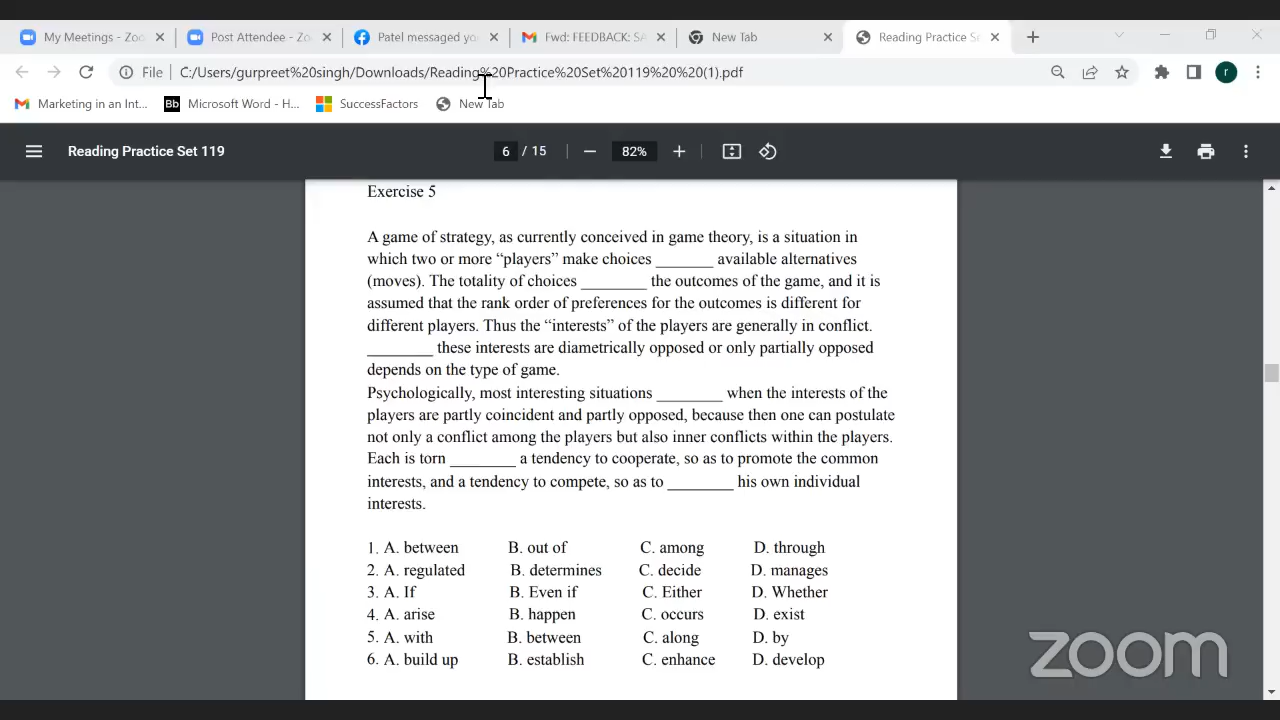 My Meetings - Zoo
Post Attendee - Zo
Patel messaged yo
Fwd: FEEDBACK: SA
New Tab
Reading Practice Se
File
C:/Users/gurpreet%20singh/Downloads/Reading%20Practice%20Set%20119%20%20(1).pdf
r
Marketing in an Int...
Bb
Microsoft Word - H...
SuccessFactors
New Tab
Reading Practice Set 119
6 / 15
82%
Exercise 5
A game of strategy, as currently conceived in game theory, is a situation in
which two or more “players” make choices _______ available alternatives
(moves). The totality of choices ________ the outcomes of the game, and it is
assumed that the rank order of preferences for the outcomes is different for
different players. Thus the “interests” of the players are generally in conflict.
________ these interests are diametrically opposed or only partially opposed
depends on the type of game.
Psychologically, most interesting situations ________ when the interests of the
players are partly coincident and partly opposed, because then one can postulate
not only a conflict among the players but also inner conflicts within the players.
Each is torn ________ a tendency to cooperate, so as to promote the common
interests, and a tendency to compete, so as to ________ his own individual
interests.
1. A. between B. out of C. among D. through
2. A. regulated B. determines C. decide D. manages
3. A. If B. Even if C. Either D. Whether
4. A. arise B. happen C. occurs D. exist
5. A. with B. between C. along D. by
6. A. build up B. establish C. enhance D. develop
zoom